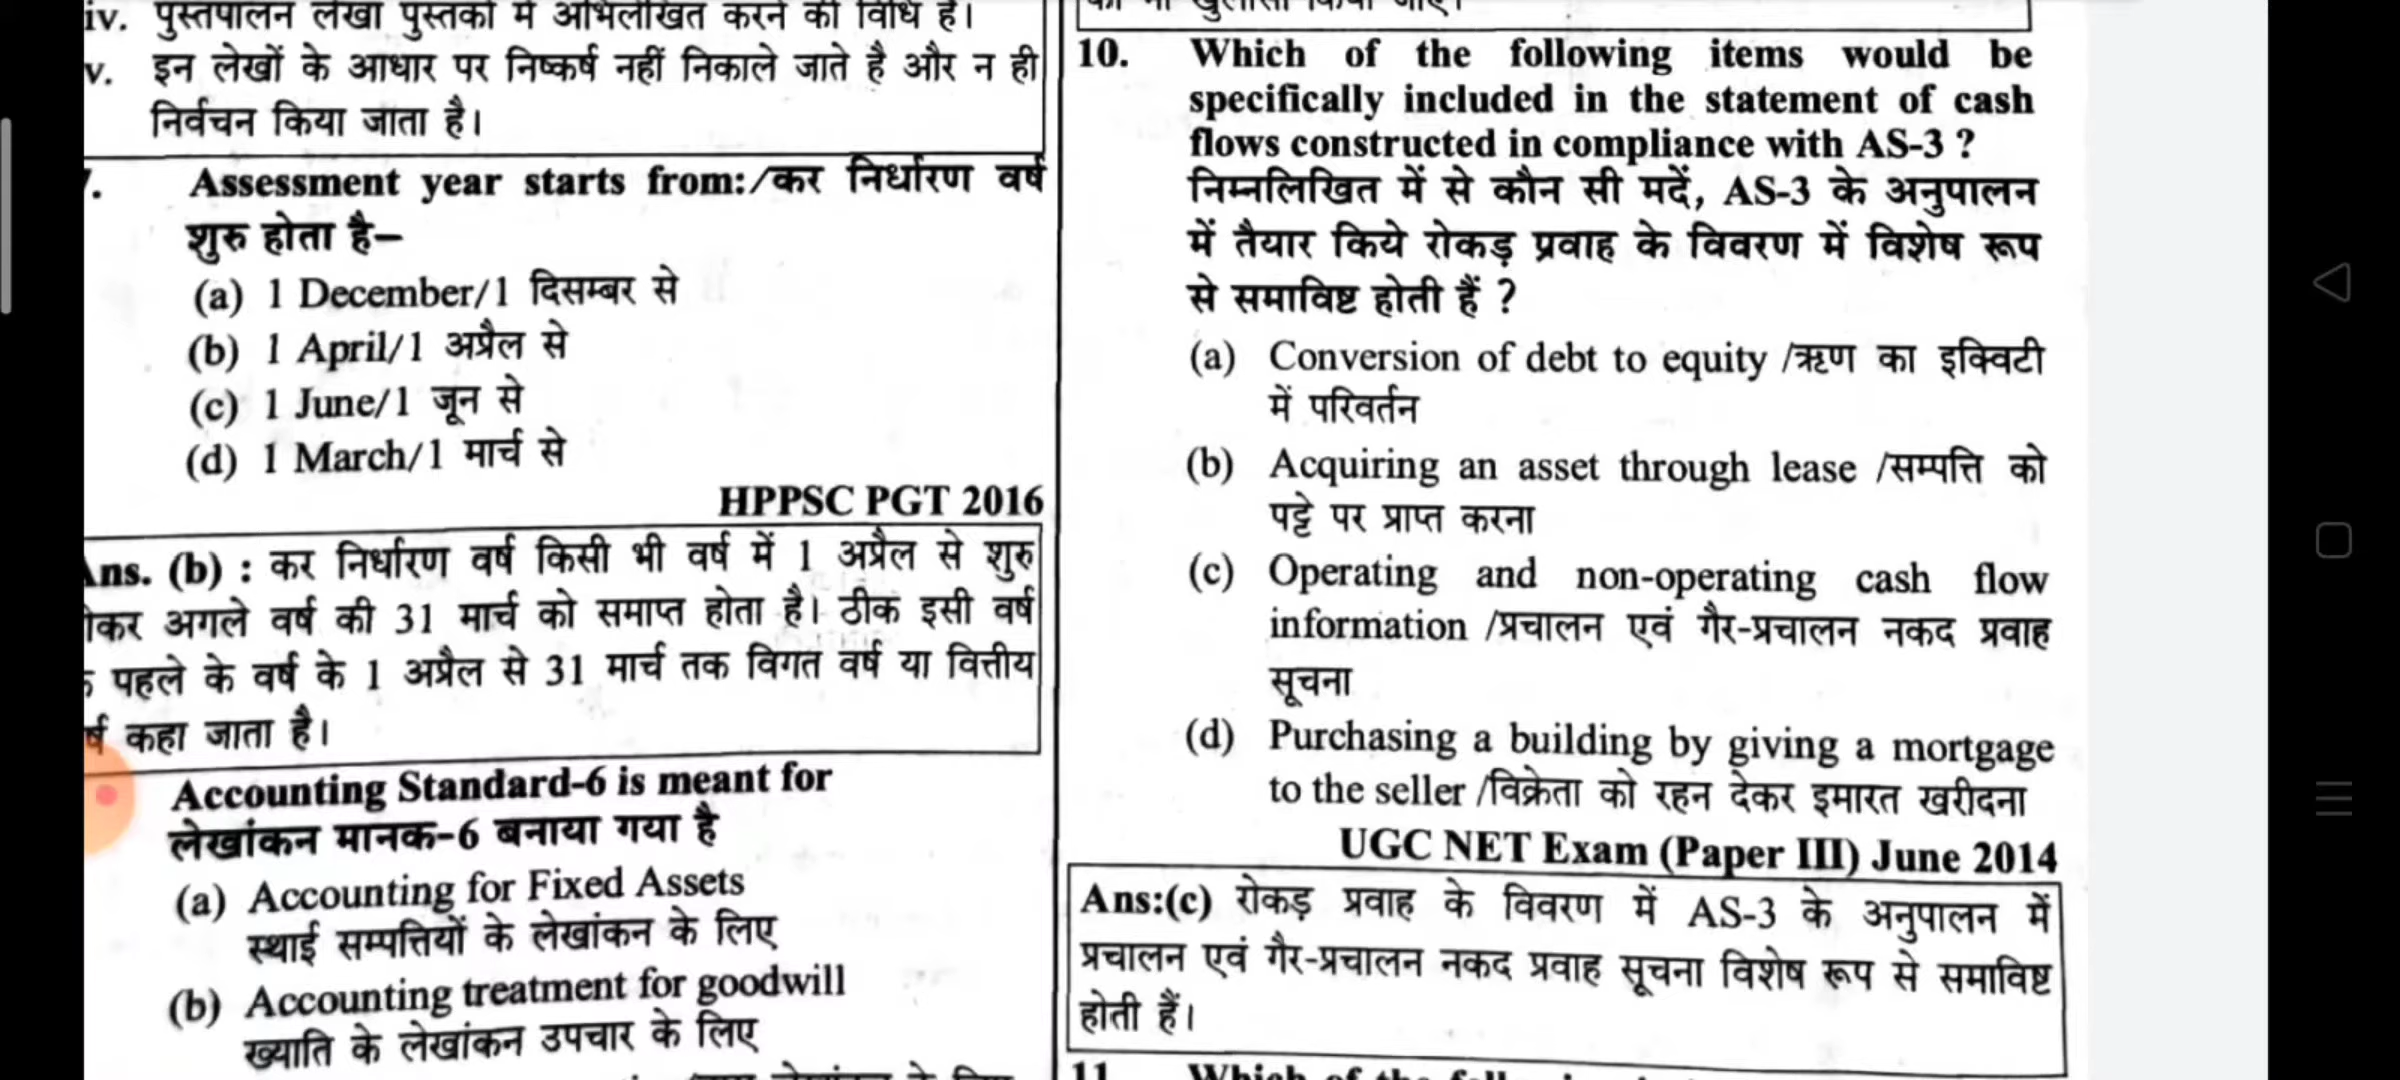 iv. पुस्तपालन लेखा पुस्तकों में अभिलेखित करने की विधि है।
v. इन लेखों के आधार पर निष्कर्ष नहीं निकाले जाते है और न ही
निर्वचन किया जाता है।
Assessment year starts from:/कर निर्धारण वर्ष
शुरु होता है–
(a) 1 December/1 दिसम्बर से
(b) 1 April/1 अप्रैल से
(c) 1 June/1 जून से
(d) 1 March/1 मार्च से
HPPSC PGT 2016
Ans. (b) : कर निर्धारण वर्ष किसी भी वर्ष में 1 अप्रैल से शुरु
अगले वर्ष की 31 मार्च को समाप्त होता है। ठीक इसी वर्ष
पहले के वर्ष के 1 अप्रैल से 31 मार्च तक विगत वर्ष या वित्तीय
कहा जाता है।
Accounting Standard-6 is meant for
लेखांकन मानक-6 बनाया गया है
(a) Accounting for Fixed Assets
स्थाई सम्पत्तियों के लेखांकन के लिए
(b) Accounting treatment for goodwill
ख्याति के लेखांकन उपचार के लिए
10. Which of the following items would be
specifically included in the statement of cash
flows constructed in compliance with AS-3 ?
निम्नलिखित में से कौन सी मदें, AS-3 के अनुपालन
में तैयार किये रोकड़ प्रवाह के विवरण में विशेष रूप
से समाविष्ट होती हैं ?
(a) Conversion of debt to equity /ऋण का इक्विटी
में परिवर्तन
(b) Acquiring an asset through lease /सम्पत्ति को
पट्टे पर प्राप्त करना
(c) Operating and non-operating cash flow
information /प्रचालन एवं गैर-प्रचालन नकद प्रवाह
सूचना
(d) Purchasing a building by giving a mortgage
to the seller /विक्रेता को रहन देकर इमारत खरीदना
UGC NET Exam (Paper III) June 2014
Ans:(c) रोकड़ प्रवाह के विवरण में AS-3 के अनुपालन में
प्रचालन एवं गैर-प्रचालन नकद प्रवाह सूचना विशेष रूप से समाविष्ट
होती हैं।
11. Which of the